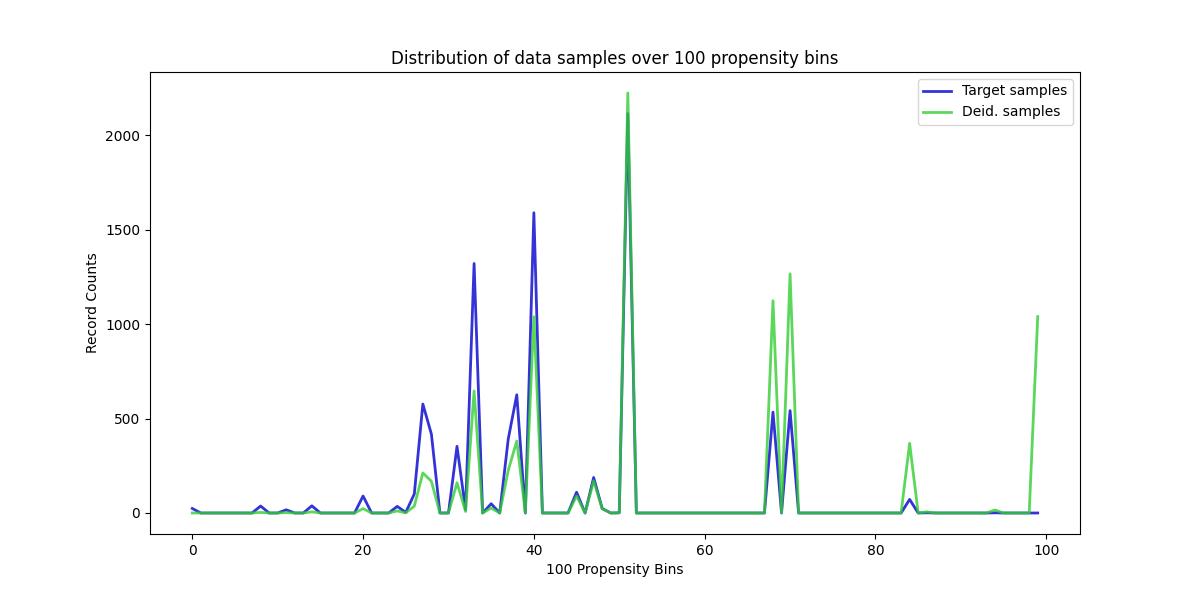 Distribution of data samples over 100 propensity bins
Target samples
Deid. samples
2000
1500
1000
500
0
Record Counts
0 20 40 60 80 100
100 Propensity Bins